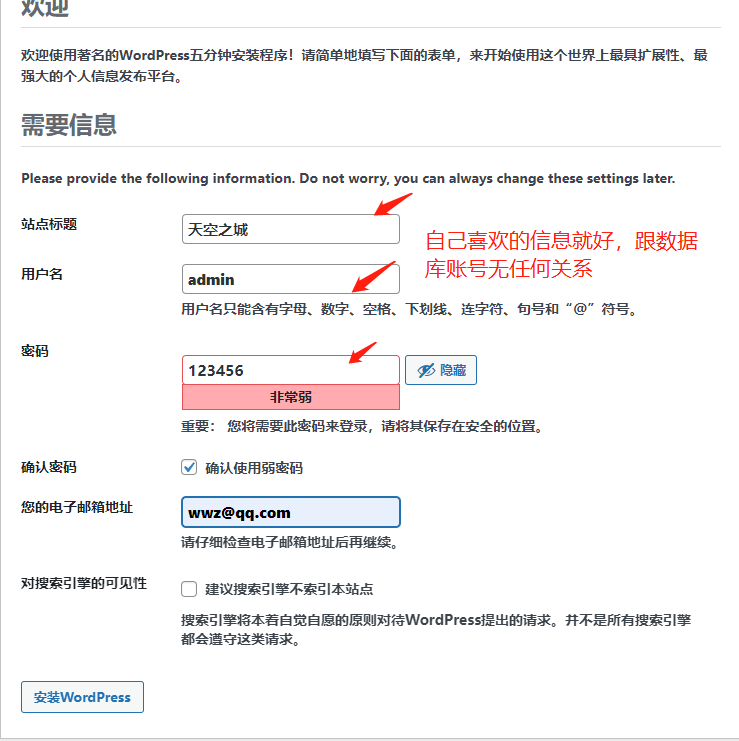 欢迎
欢迎使用著名的WordPress五分钟安装程序！请简单地填写下面的表单，来开始使用这个世界上最具扩展性、最
强大的个人信息发布平台。
需要信息
Please provide the following information. Do not worry, you can always change these settings later.
站点标题
天空之城
自己喜欢的信息就好，跟数据
库账号无任何关系
用户名
admin
用户名只能含有字母、数字、空格、下划线、连字符、句号和“@”符号。
密码
123456
隐藏
非常弱
重要： 您将需要此密码来登录，请将其保存在安全的位置。
确认密码
确认使用弱密码
您的电子邮箱地址
wwz@qq.com
请仔细检查电子邮箱地址后再继续。
对搜索引擎的可见性
建议搜索引擎不索引本站点
搜索引擎将本着自觉自愿的原则对待WordPress提出的请求。并不是所有搜索引擎
都会遵守这类请求。
安装WordPress